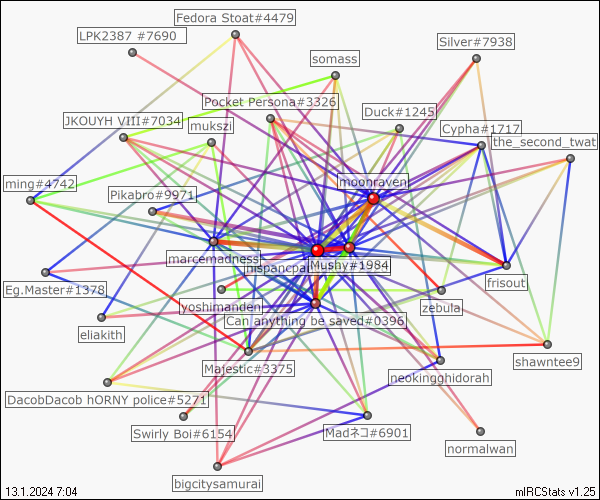 Fedora Stoat#4479
LPK2387 #7690
Silver#7938
somass
Pocket Persona#3326
Duck#1245
JKOUYH VIII#7034
mukszi
Cypha#1717
the_second_twat
moonraven
ming#4742
Pikabro#9971
marcemadness
mispancpa
Mushy#1984
Eg.Master#1378
frisout
yoshimanden
zebula
eliakith
Can anything be saved#0396
Majestic#3375
shawntee9
neokingghidorah
DacobDacob hORNY police#5271
Swirly Boi#6154
Madネコ#6901
normalwan
bigcitysamurai
13.1.2024 7:04
mIRCStats v1.25